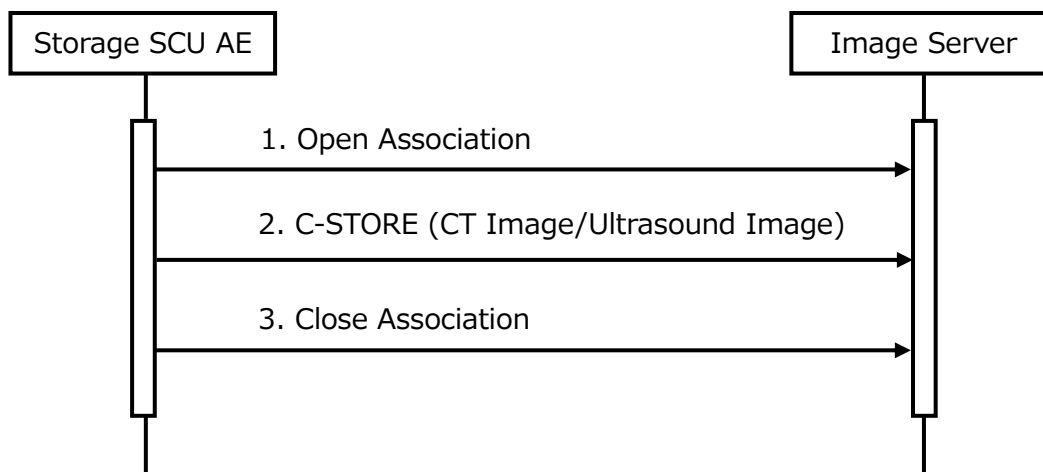 Storage SCU AE
Image Server
1. Open Association
2. C-STORE (CT Image/Ultrasound Image)
3. Close Association